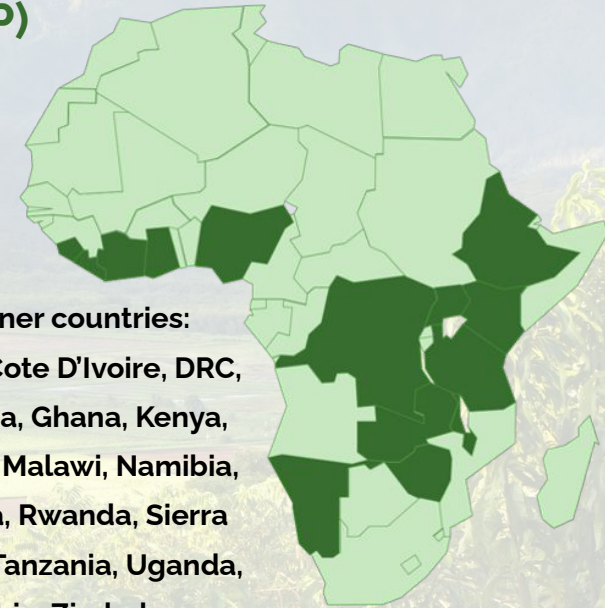 P)
ner countries:
Cote D'Ivoire, DRC,
a, Ghana, Kenya,
Malawi, Namibia,
, Rwanda, Sierra
Tanzania, Uganda,